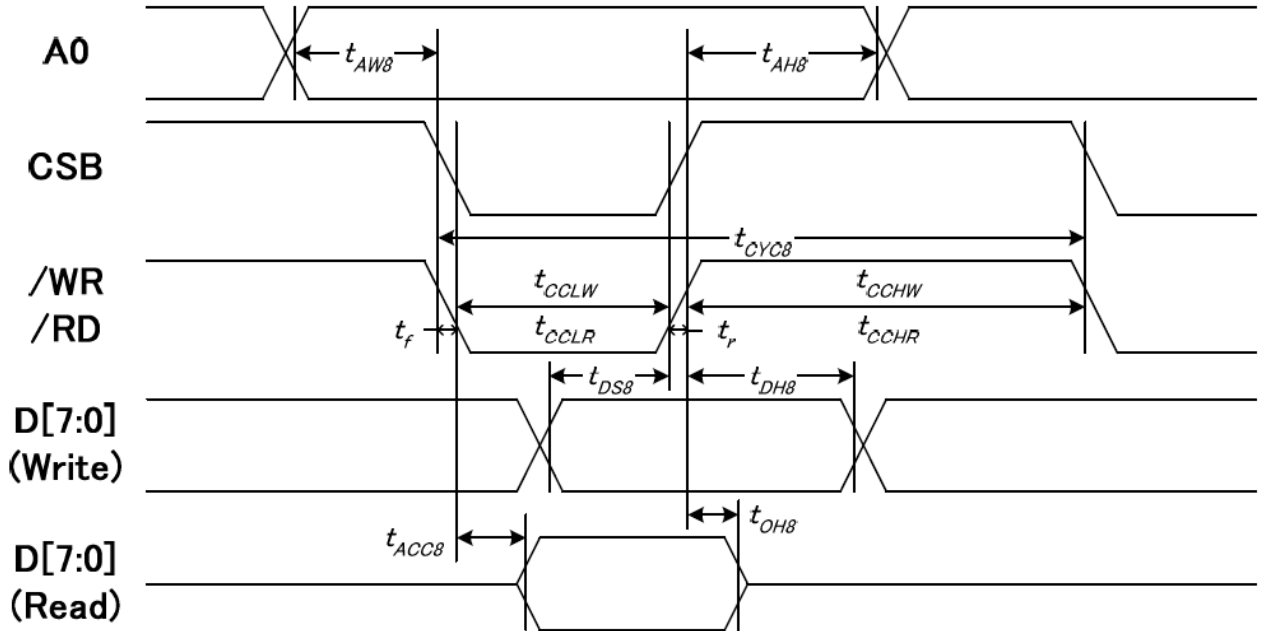 A0
t_AW8
t_AH8
CSB
t_CYC8
/WR
/RD
t_CCLW
t_CCHW
t_f
t_CCLR
t_r
t_CCHR
t_DS8
t_DH8
D[7:0]
(Write)
t_ACC8
t_OH8
D[7:0]
(Read)